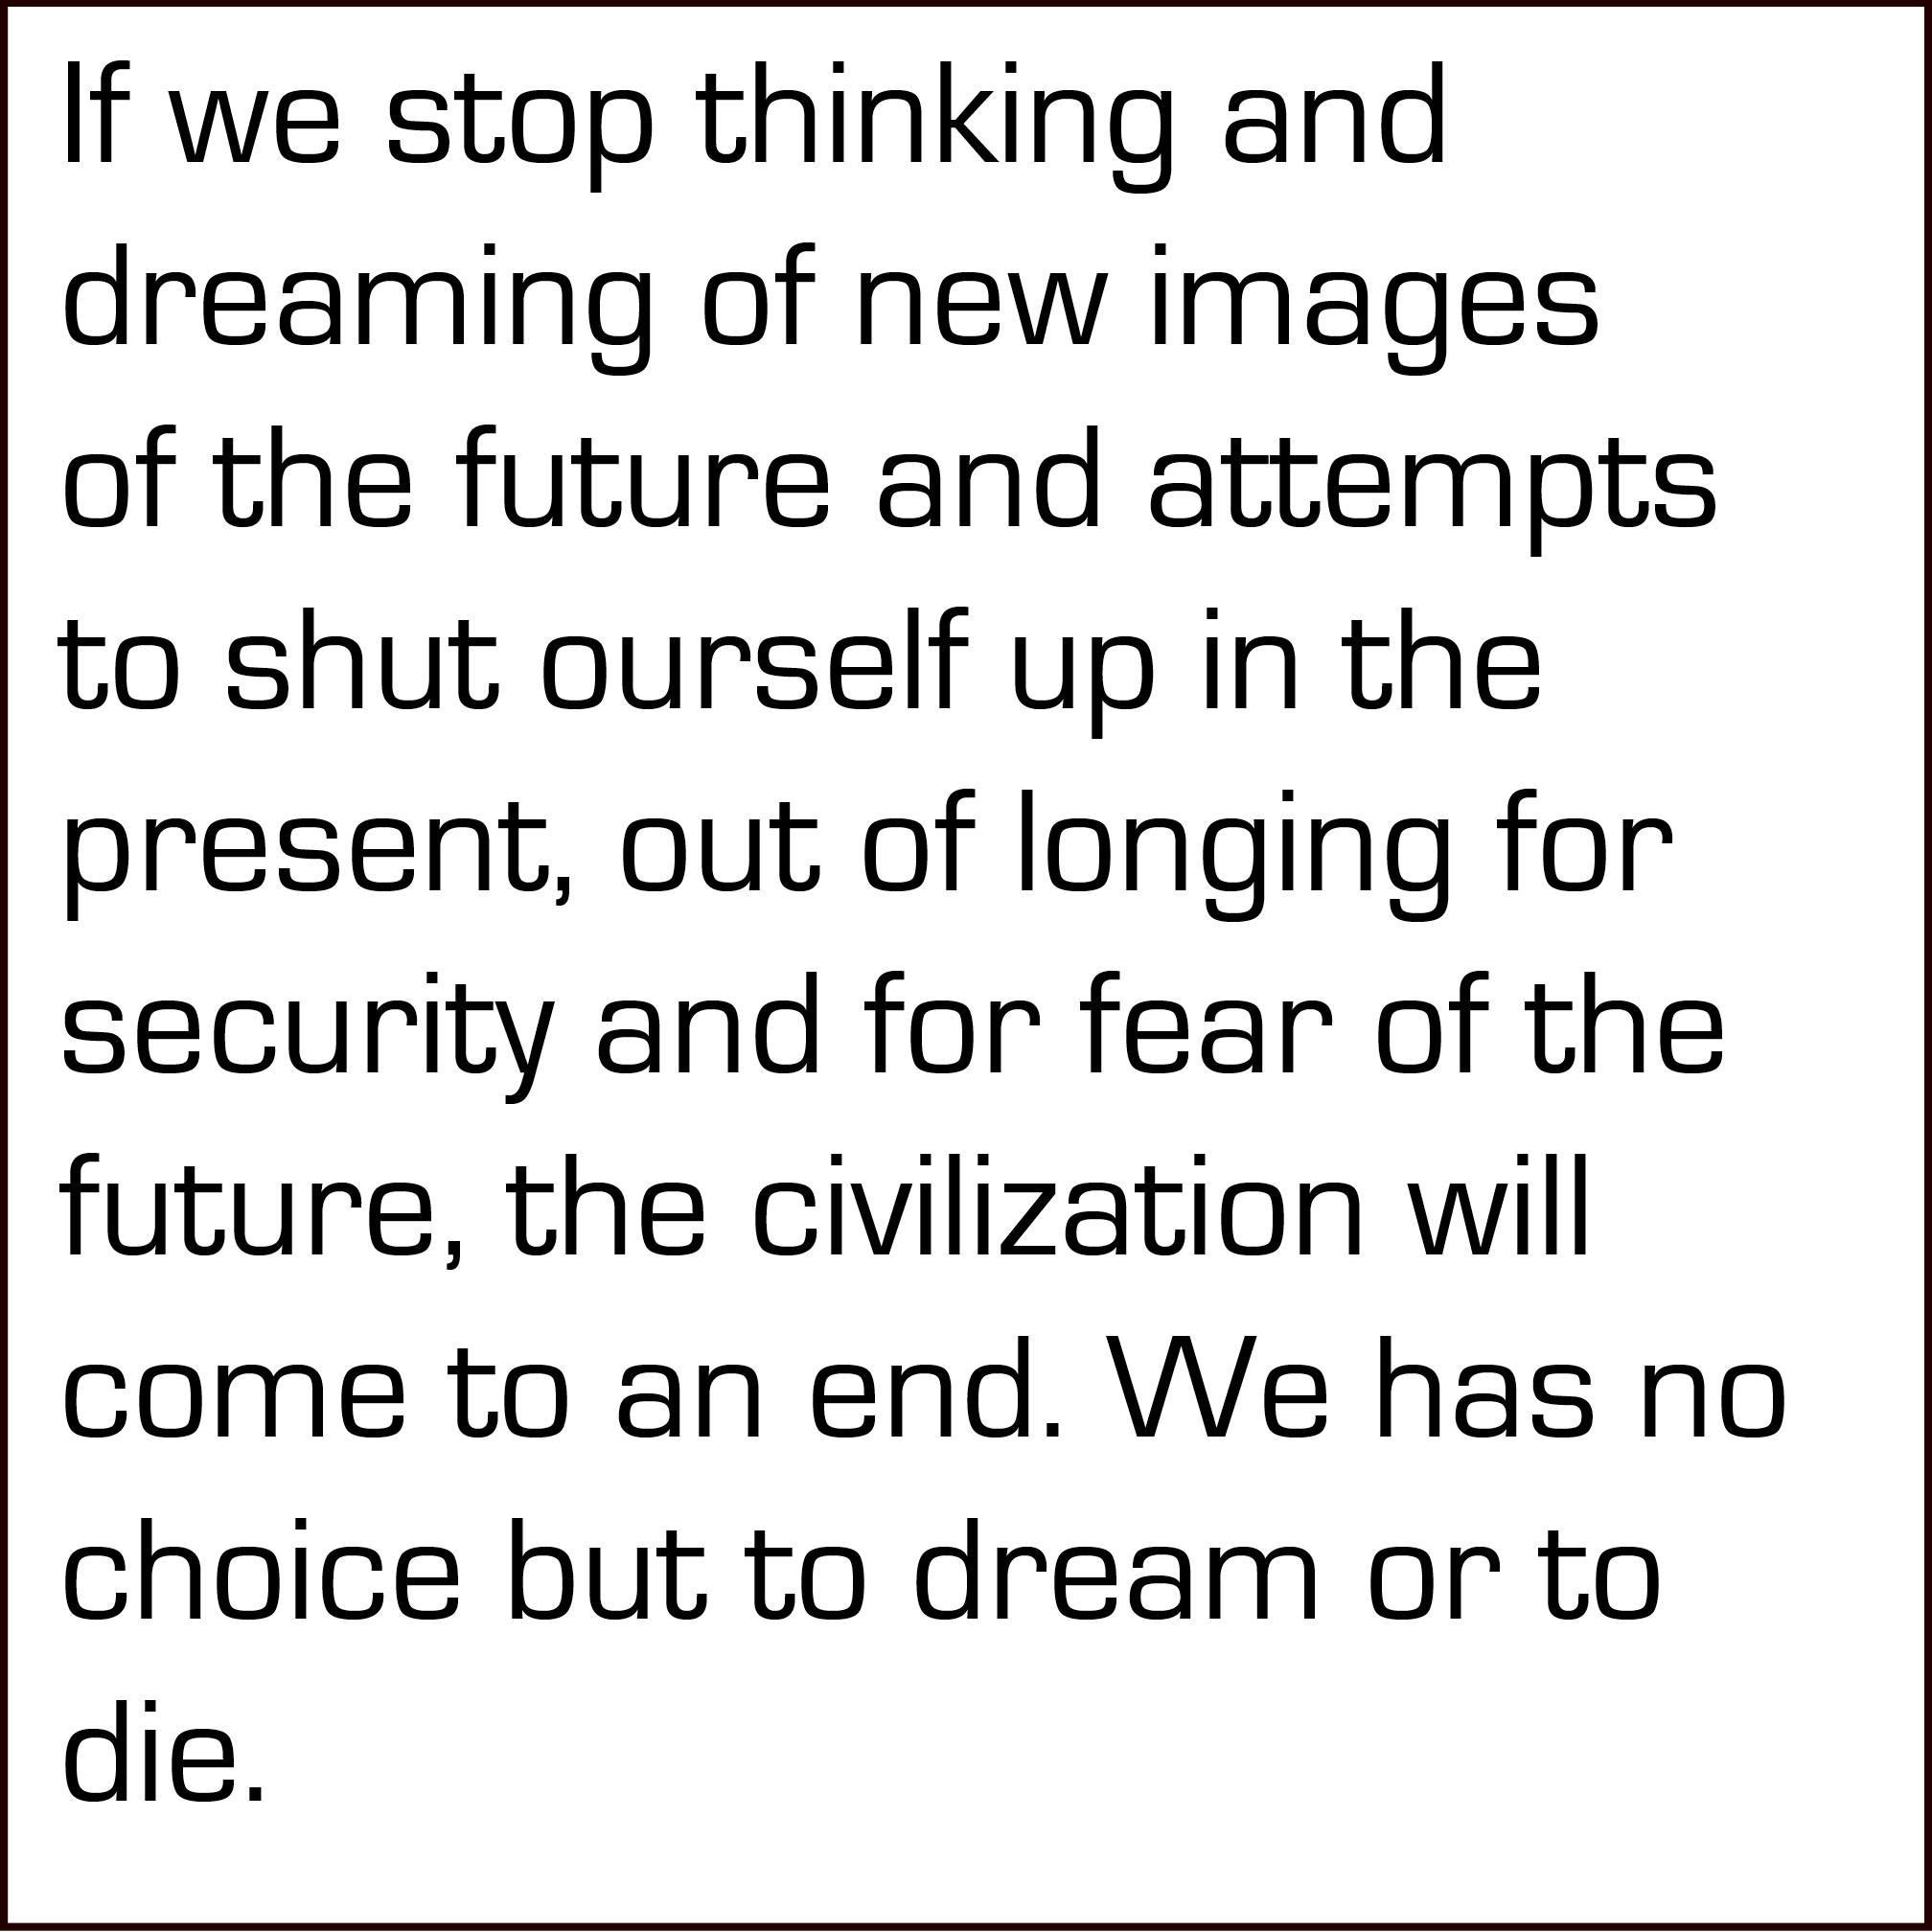 If we stop thinking and
dreaming of new images
of the future and attempts
to shut ourself up in the
present, out of longing for
security and for fear of the
future, the civilization will
come to an end. We has no
choice but to dream or to
die.